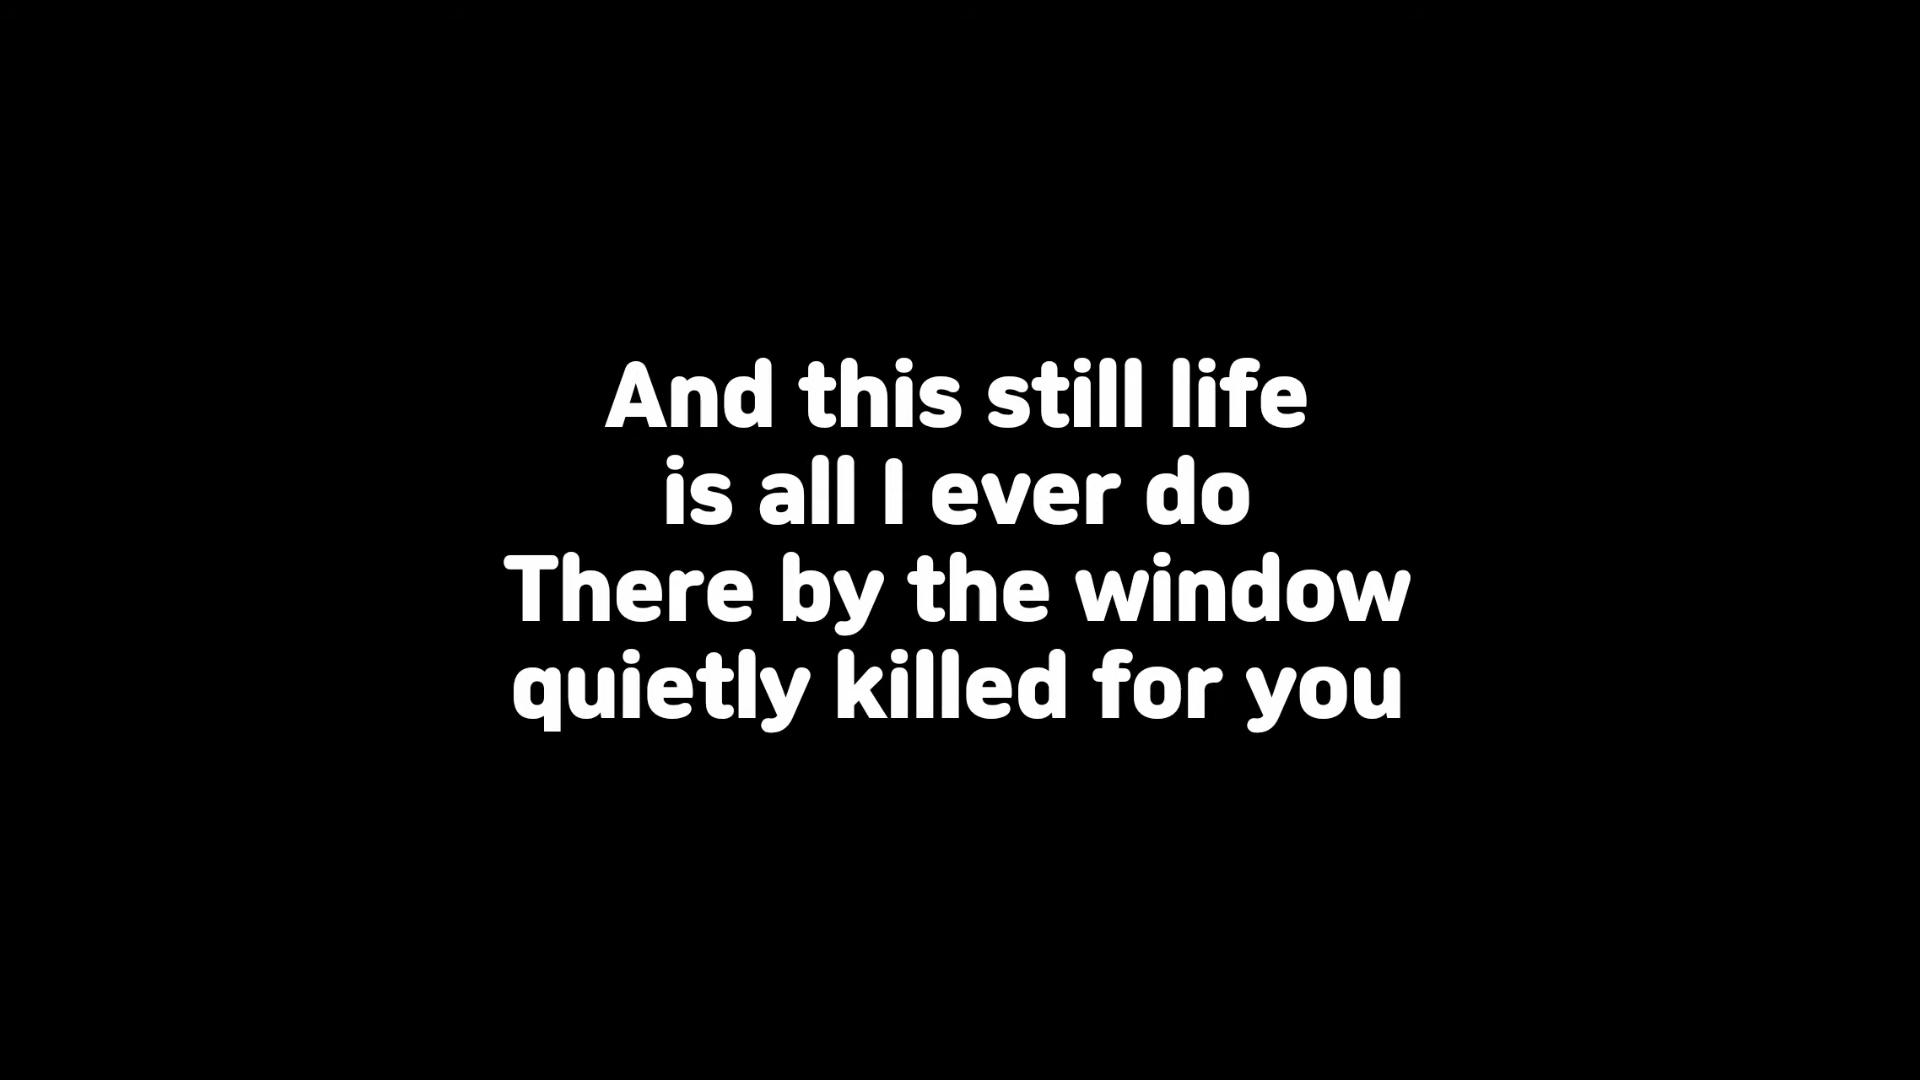 And this still life
is all I ever do
There by the window
quietly killed for you